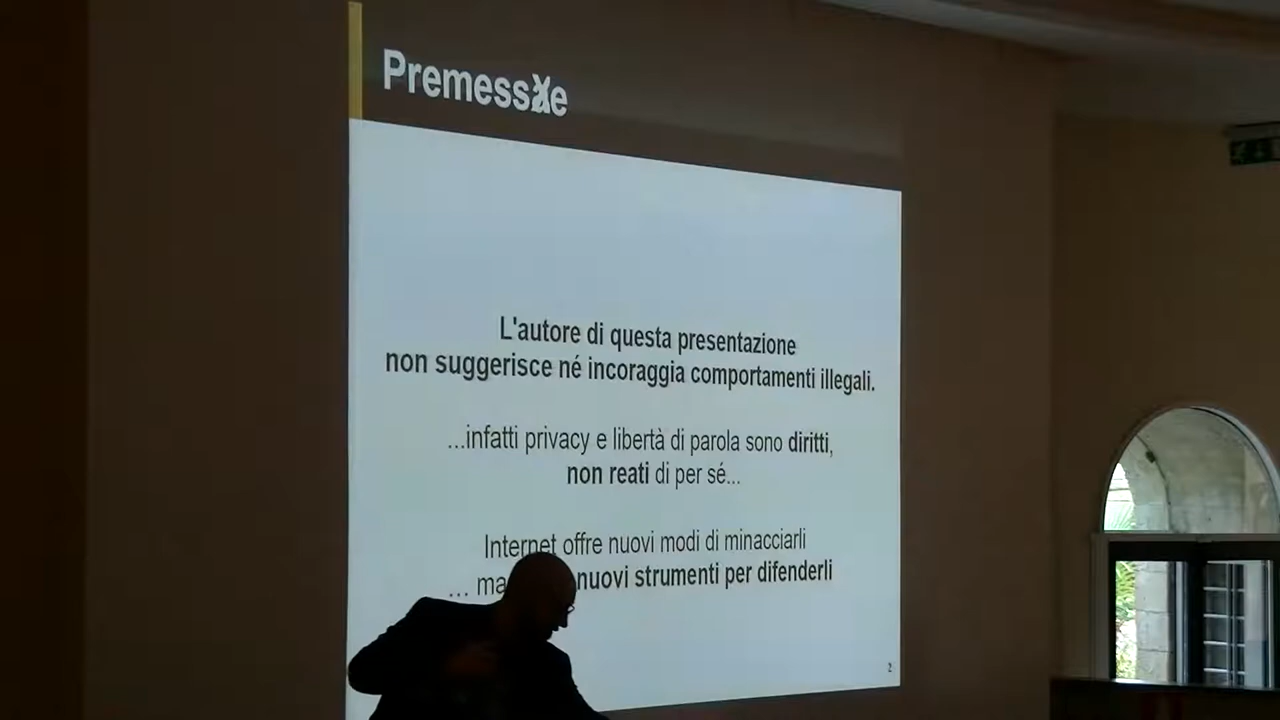 Premesse
L'autore di questa presentazione
non suggerisce né incoraggia comportamenti illegali.
...infatti privacy e libertà di parola sono diritti,
non reati di per sé...
Internet offre nuovi modi di minacciarli
... ma nuovi strumenti per difenderli
2